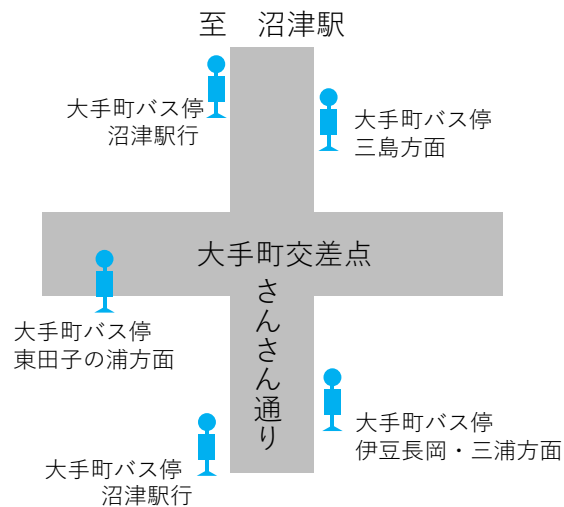 至　沼津駅
大手町バス停
沼津駅行
大手町バス停
三島方面
大手町交差点
さんさん通り
大手町バス停
東田子の浦方面
大手町バス停
伊豆長岡・三浦方面
大手町バス停
沼津駅行